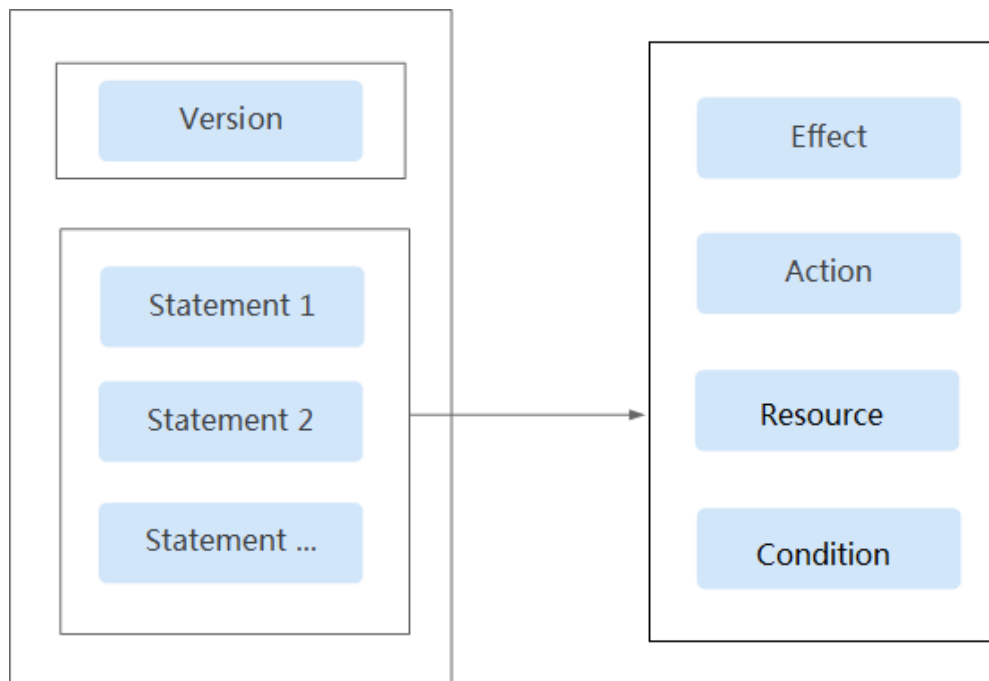 Version
Statement 1
Statement 2
Statement ...
Effect
Action
Resource
Condition